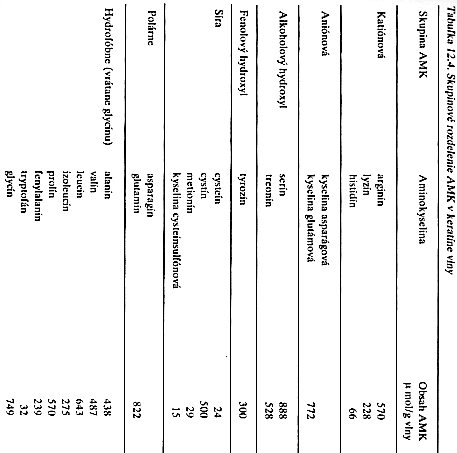 Tabuľka 12.4. Skupinové rozdelenie AMK v keratíne vlny
Skupina AMK Aminokyselina Obsah AMK
μ mol/g vlny
Katiónová arginín 570
lyzín 228
histidín 66
Aniónová kyselina asparágová
kyselina glutámová 772
Alkoholový hydroxyl serín 888
treonín 528
Fenolový hydroxyl tyrozín 300
Síra cysteín 24
cystín 500
metionín 29
kyselina cysteinsulfónová 15
Polárne asparagín
glutamín 822
Hydrofóbne (vrátane glycínu) alanín 438
valín 487
leucín 643
izoleucín 275
prolín 570
fenylalanín 239
tryptofán 32
glycín 749